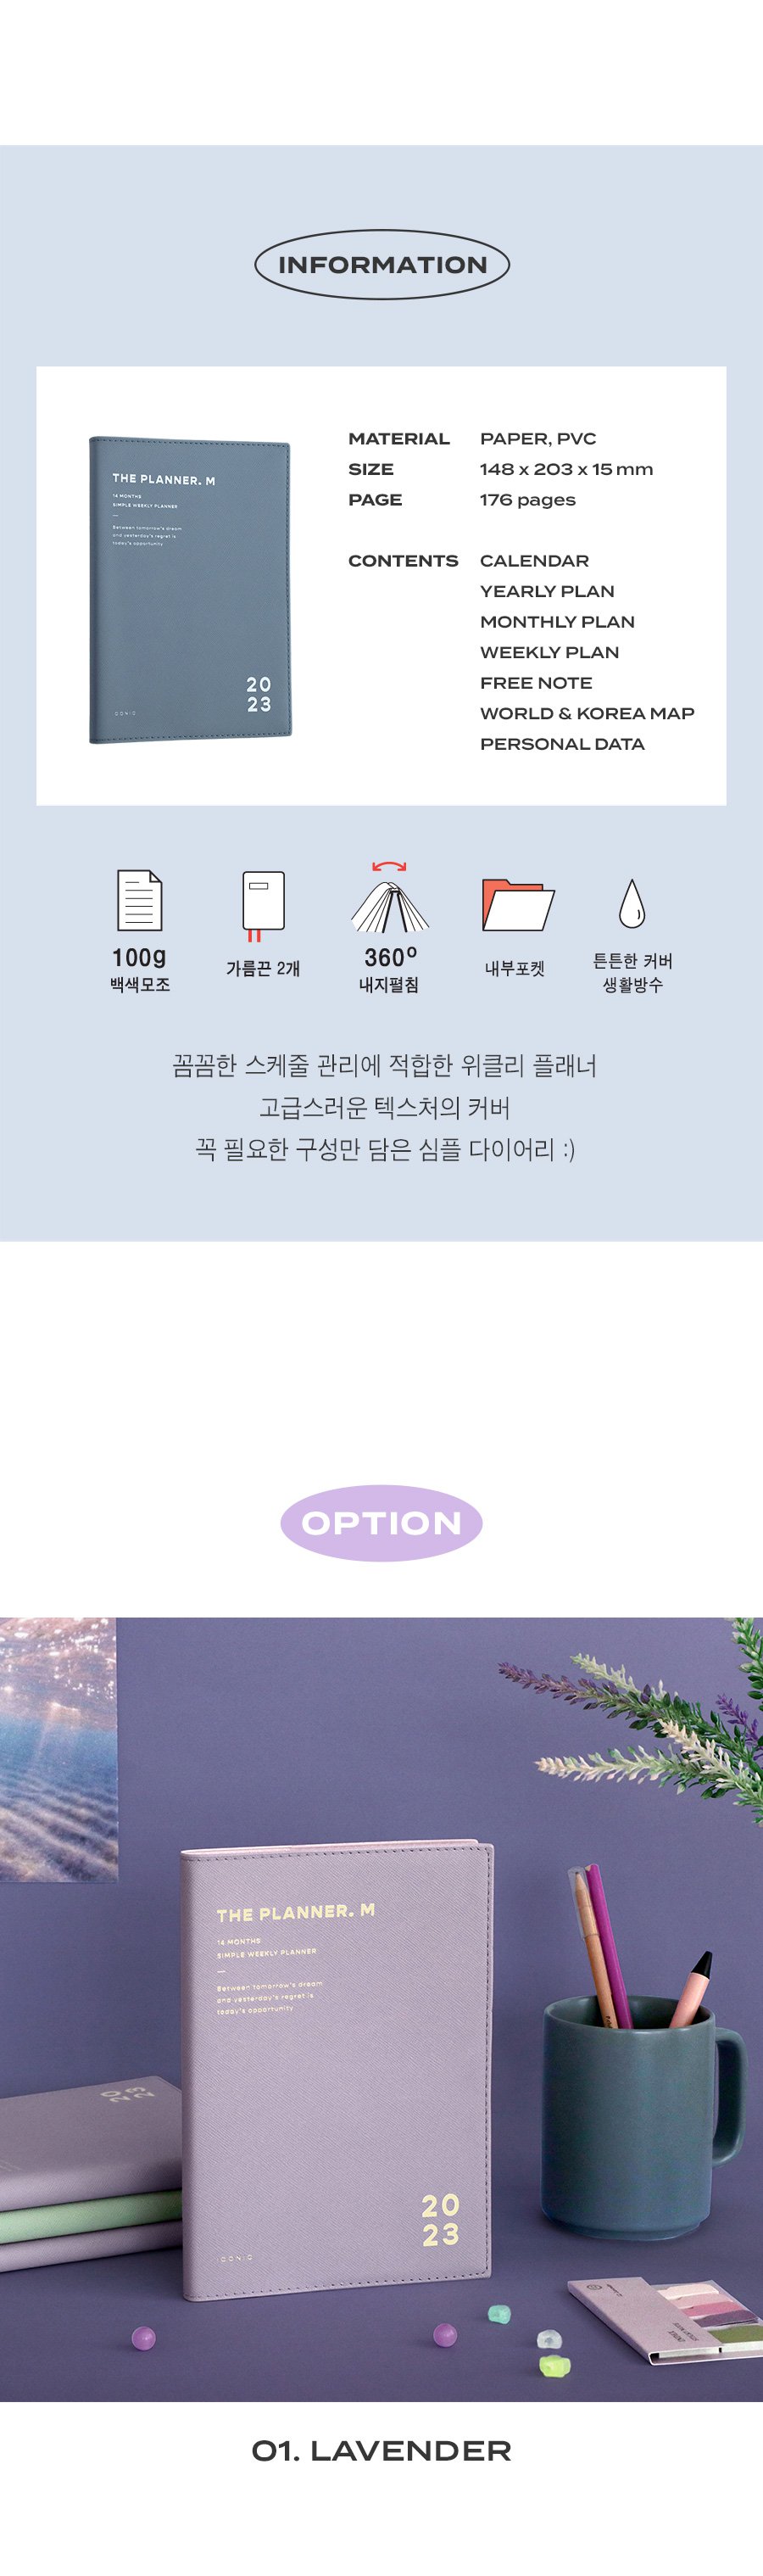 INFORMATION
THE PLANNER. M
14 MONTHS
SIMPLE WEEKLY PLANNER
Between tomorrow's dream
and yesterday's regret is
today's opportunity
20
23
ICONIC
MATERIAL PAPER, PVC
SIZE 148 x 203 x 15 mm
PAGE 176 pages
CONTENTS CALENDAR
YEARLY PLAN
MONTHLY PLAN
WEEKLY PLAN
FREE NOTE
WORLD & KOREA MAP
PERSONAL DATA
100g
백색모조
가름끈 2개
360º
내지펼침
내부포켓
튼튼한 커버
생활방수
꼼꼼한 스케줄 관리에 적합한 위클리 플래너
고급스러운 텍스처의 커버
꼭 필요한 구성만 담은 심플 다이어리 :)
OPTION
THE PLANNER. M
14 MONTHS
SIMPLE WEEKLY PLANNER
Between tomorrow's dream
and yesterday's regret is
today's opportunity
20
23
20
23
ICONIC
01. LAVENDER